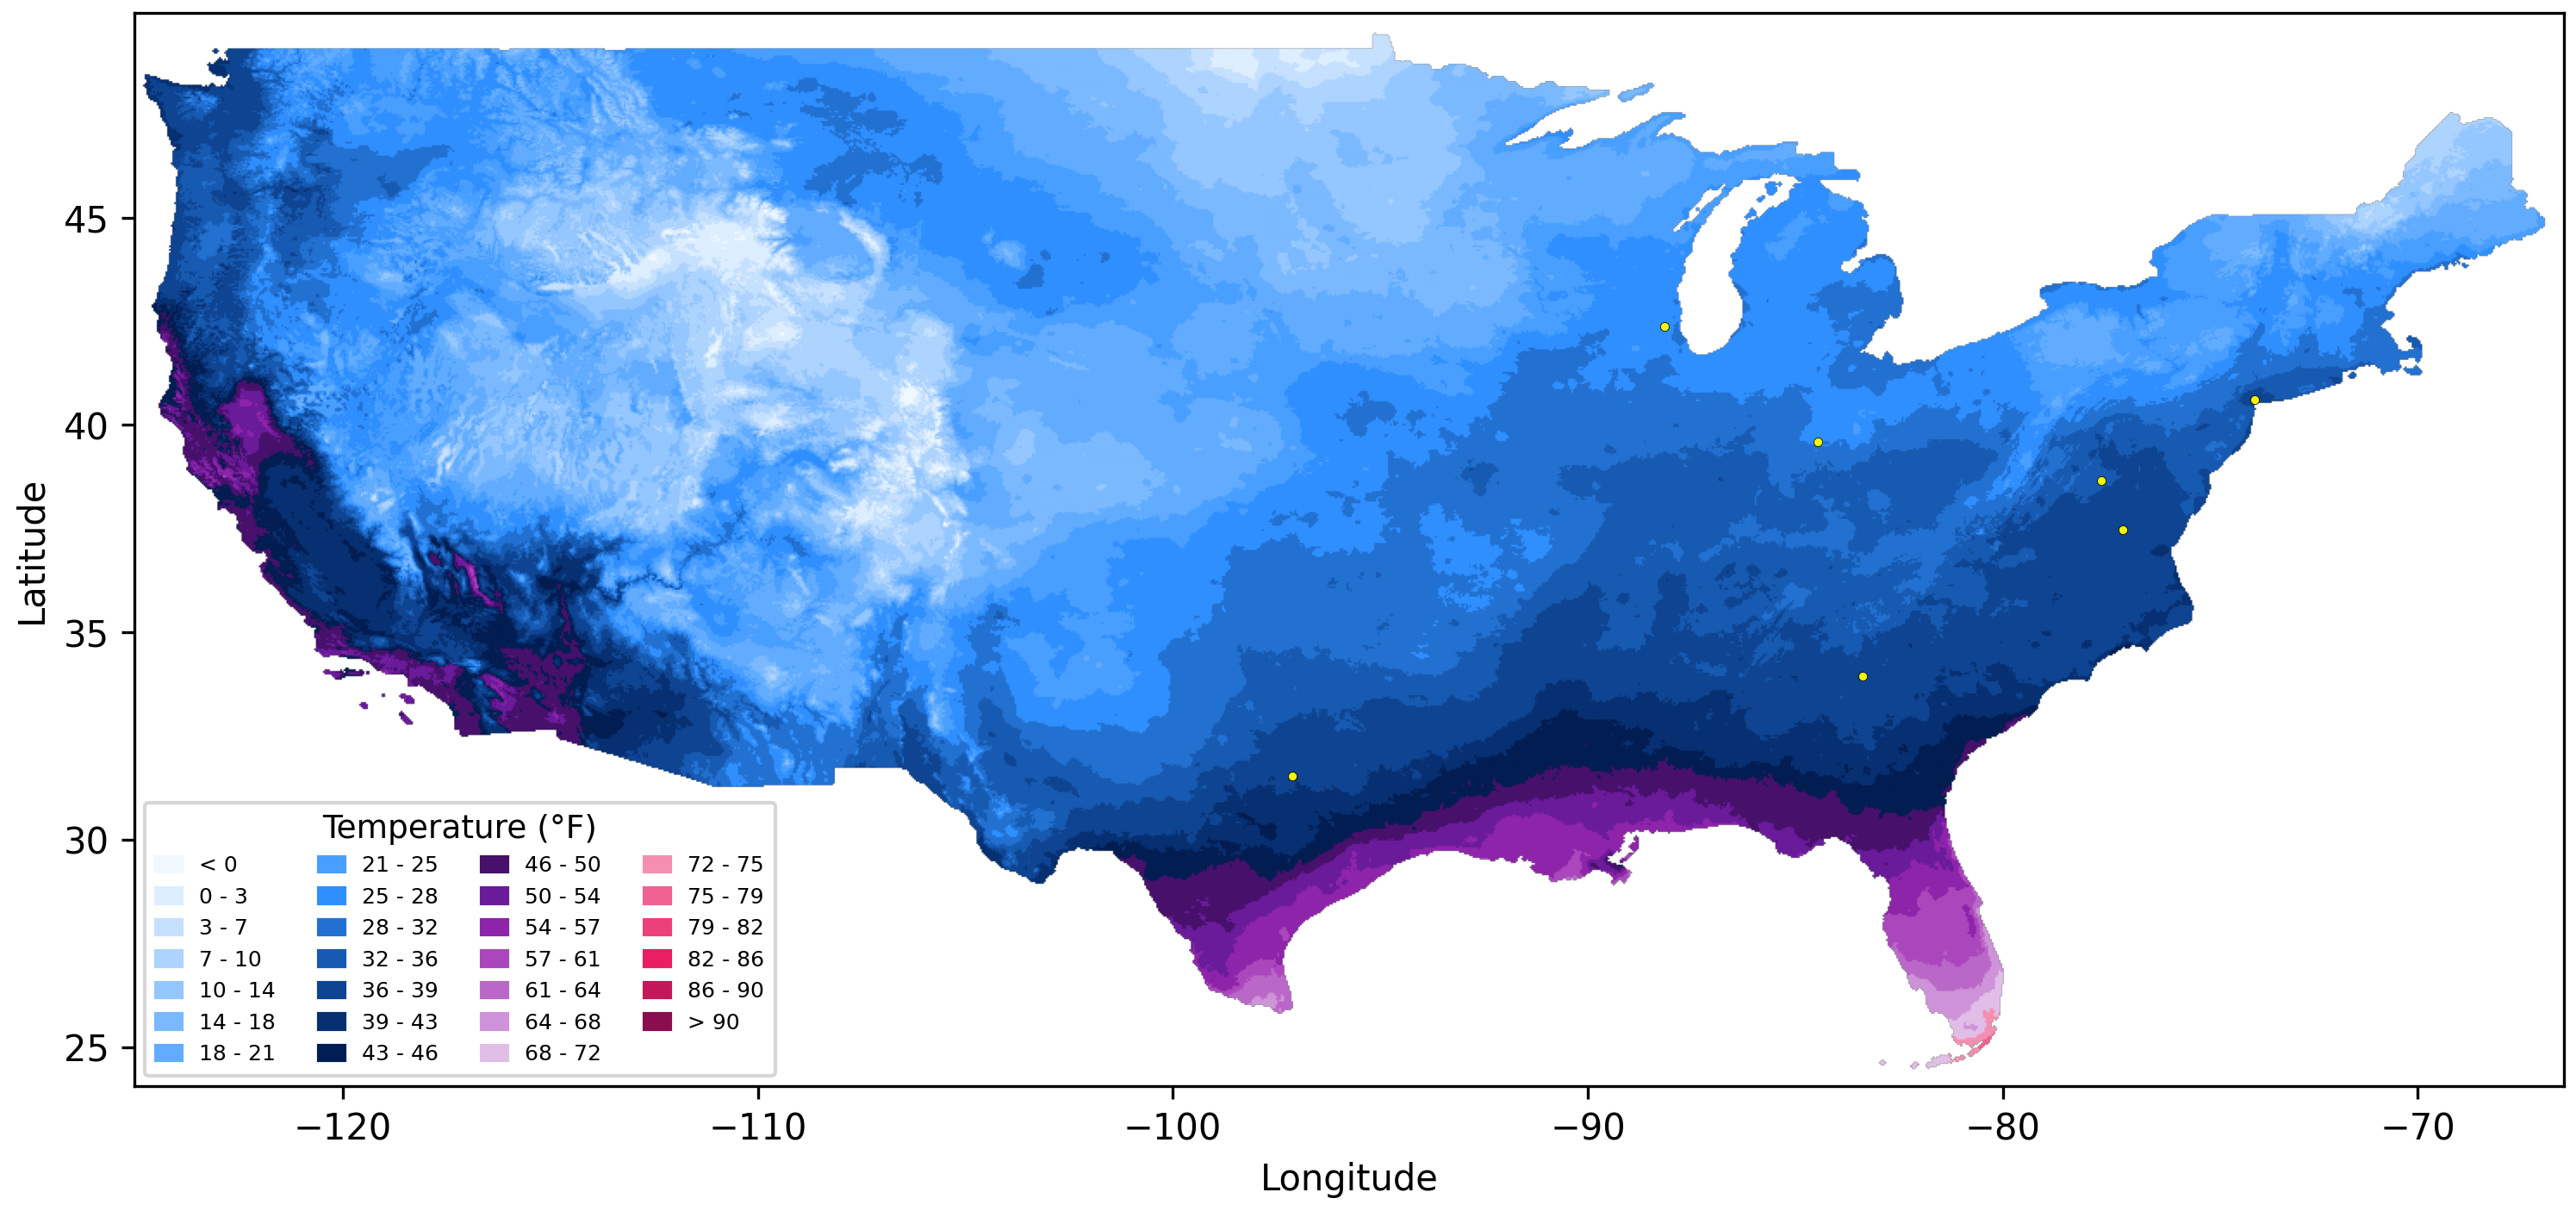 45
40
35
30
25
Latitude
Temperature (°F)
< 0
0 - 3
3 - 7
7 - 10
10 - 14
14 - 18
18 - 21
21 - 25
25 - 28
28 - 32
32 - 36
36 - 39
39 - 43
43 - 46
46 - 50
50 - 54
54 - 57
57 - 61
61 - 64
64 - 68
68 - 72
72 - 75
75 - 79
79 - 82
82 - 86
86 - 90
> 90
−120
−110
−100
−90
−80
−70
Longitude